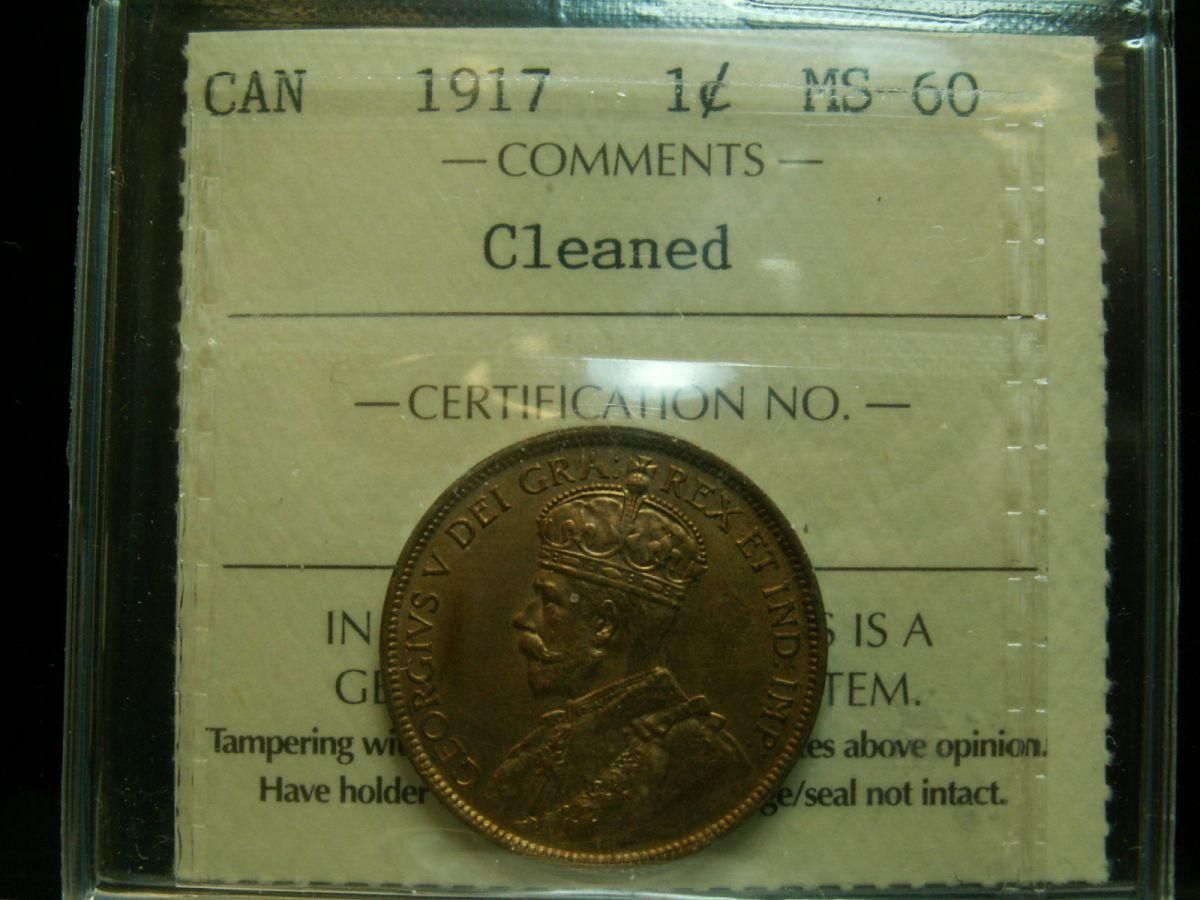 CAN 1917 1¢ MS-60
— COMMENTS —
Cleaned
— CERTIFICATION NO. —
GEORGIVS V DEI GRA: REX ET IND: IMP:
IN IS A
GE TEM.
Tampering wi es above opinion.
Have holder ge/seal not intact.